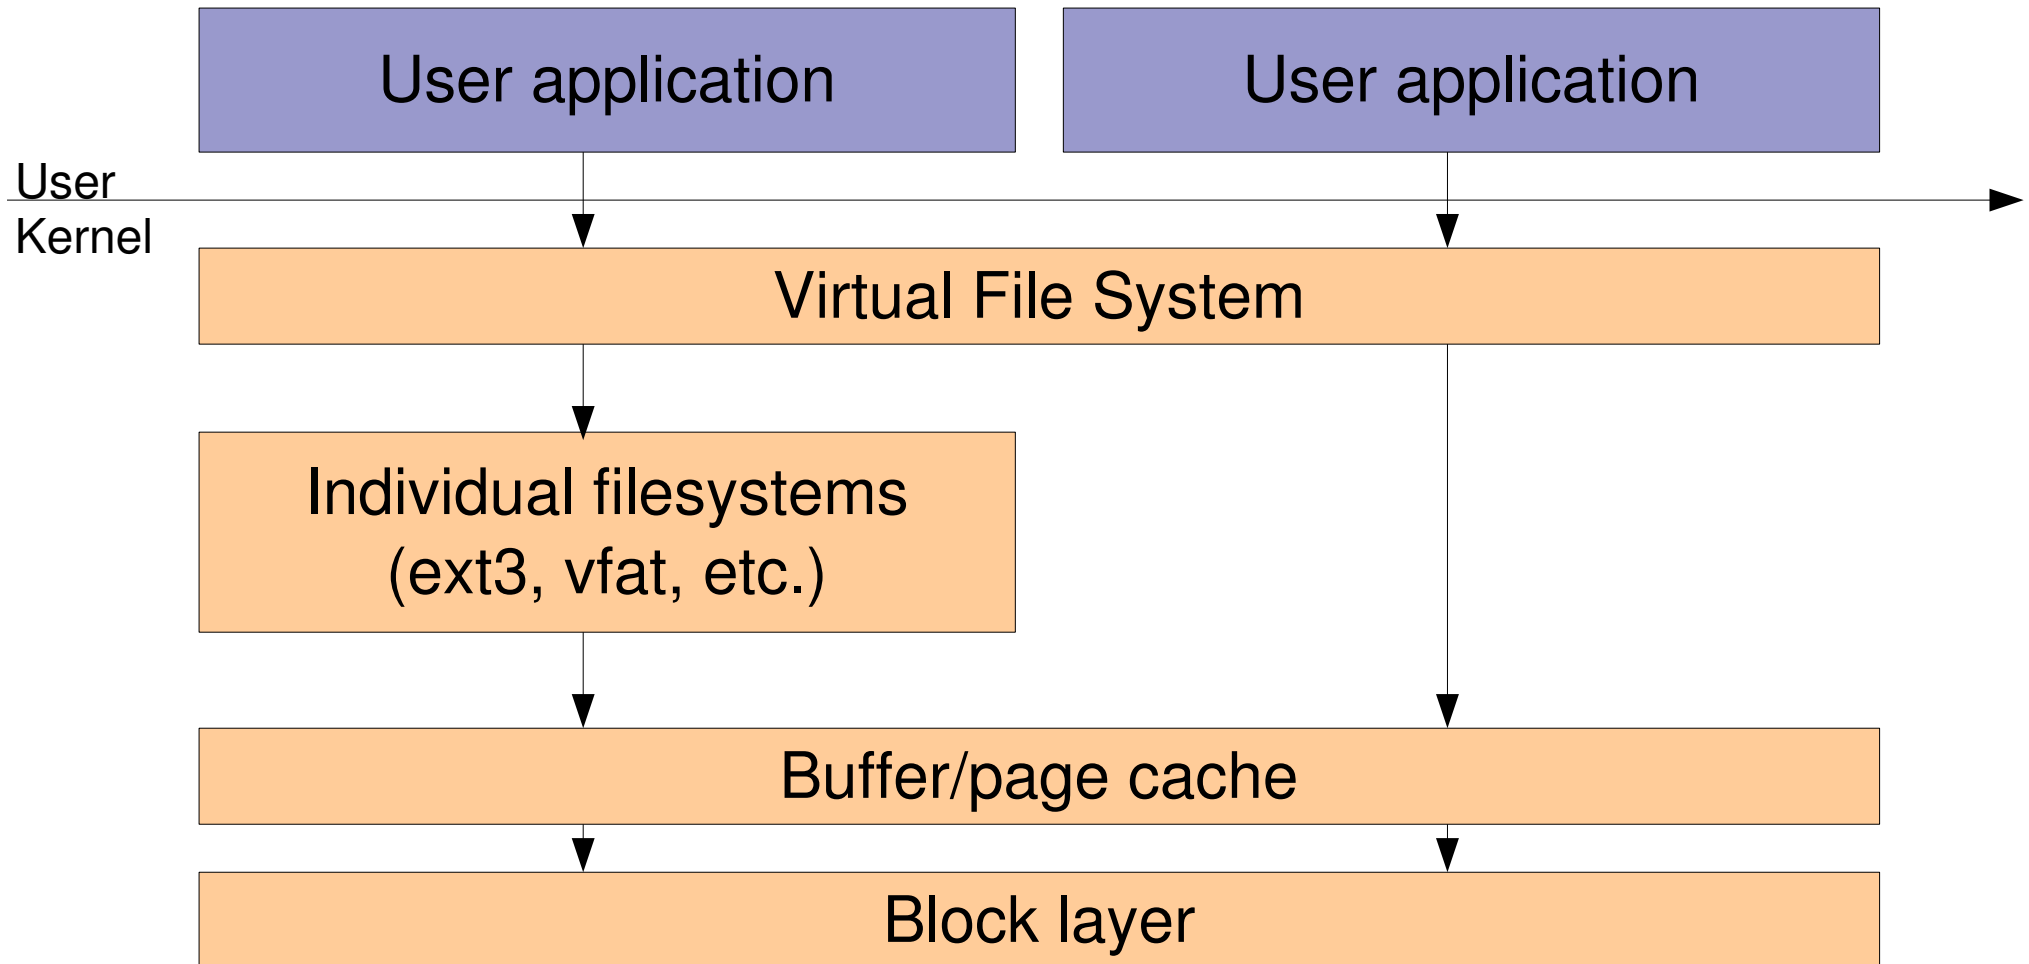 User application
User application
User
Kernel
Virtual File System
Individual filesystems
(ext3, vfat, etc.)
Buffer/page cache
Block layer